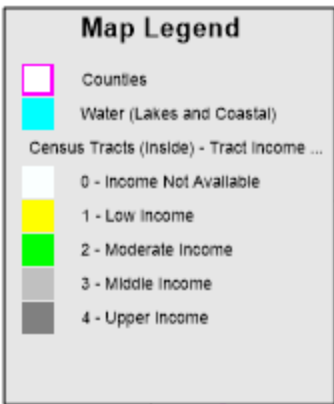 Map Legend
Counties
Water (Lakes and Coastal)
Census Tracts (Inside) - Tract Income ...
0 - Income Not Available
1 - Low Income
2 - Moderate Income
3 - Middle Income
4 - Upper Income